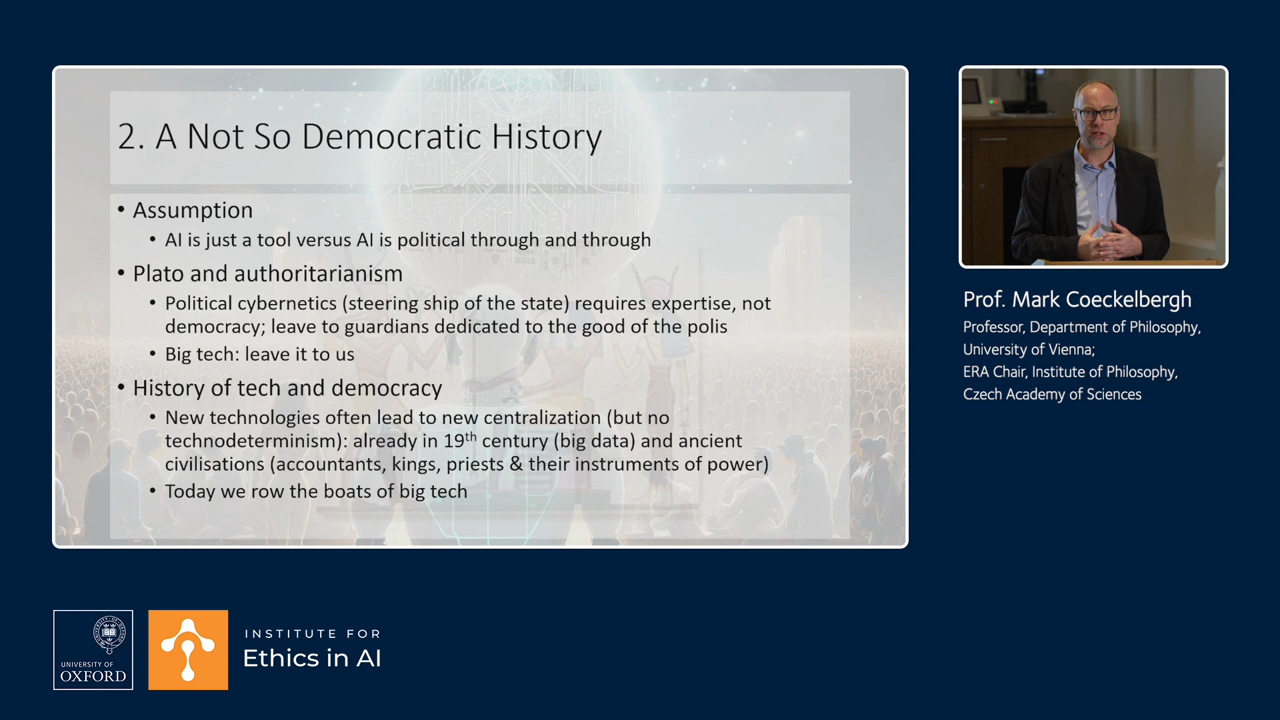 2. A Not So Democratic History
• Assumption
• AI is just a tool versus AI is political through and through
• Plato and authoritarianism
• Political cybernetics (steering ship of the state) requires expertise, not
democracy; leave to guardians dedicated to the good of the polis
• Big tech: leave it to us
• History of tech and democracy
• New technologies often lead to new centralization (but no
technodeterminism): already in 19th century (big data) and ancient
civilisations (accountants, kings, priests & their instruments of power)
• Today we row the boats of big tech
Prof. Mark Coeckelbergh
Professor, Department of Philosophy,
University of Vienna;
ERA Chair, Institute of Philosophy,
Czech Academy of Sciences
UNIVERSITY OF
OXFORD
INSTITUTE FOR
Ethics in AI